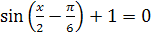 sin(x/2 − π/6) + 1 = 0